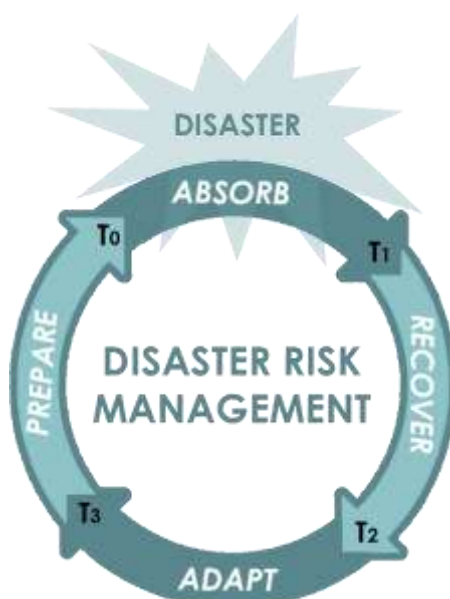 DISASTER
ABSORB
T0
T1
PREPARE
DISASTER RISK
MANAGEMENT
RECOVER
T3
T2
ADAPT